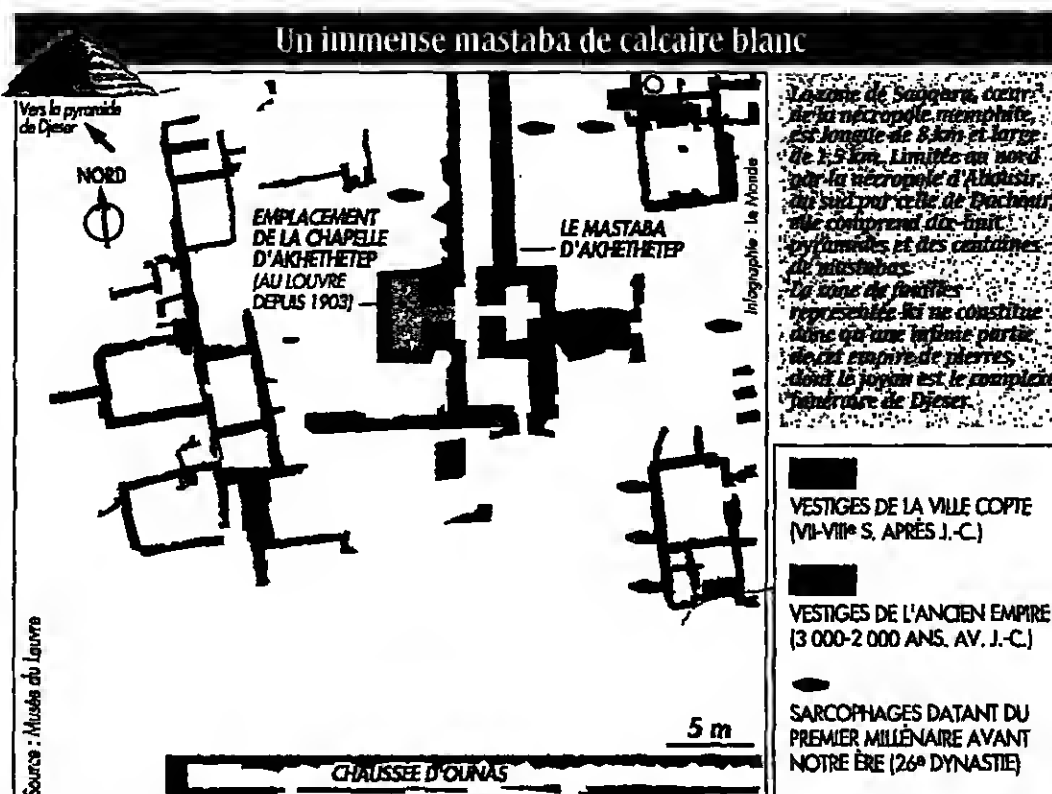 Un immense mastaba de calcaire blanc
Vers la pyramide
de Djeser
NORD
EMPLACEMENT
DE LA CHAPELLE
D'AKHETHETEP
(AU LOUVRE
DEPUIS 1903)
LE MASTABA
D'AKHETHETEP
5 m
CHAUSSÉE D'OUNAS
Source : Musée du Louvre
Infographie : Le Monde
La zone de Saqqara, cœur
de la nécropole memphite,
est longue de 8 km et large
de 1,5 km. Limitée au nord
par la nécropole d'Abousir,
au sud par celle de Dachour,
elle comprend dix-huit
pyramides et des centaines
de mastabas.
La zone de fouilles
représentée ici ne constitue
donc qu'une infime partie
de cet empire de pierres,
dont le joyau est le complexe
funéraire de Djeser.
VESTIGES DE LA VILLE COPTE
(VII-VIIIe S. APRÈS J.-C.)
VESTIGES DE L'ANCIEN EMPIRE
(3 000-2 000 ANS. AV. J.-C.)
SARCOPHAGES DATANT DU
PREMIER MILLÉNAIRE AVANT
NOTRE ÈRE (26e DYNASTIE)